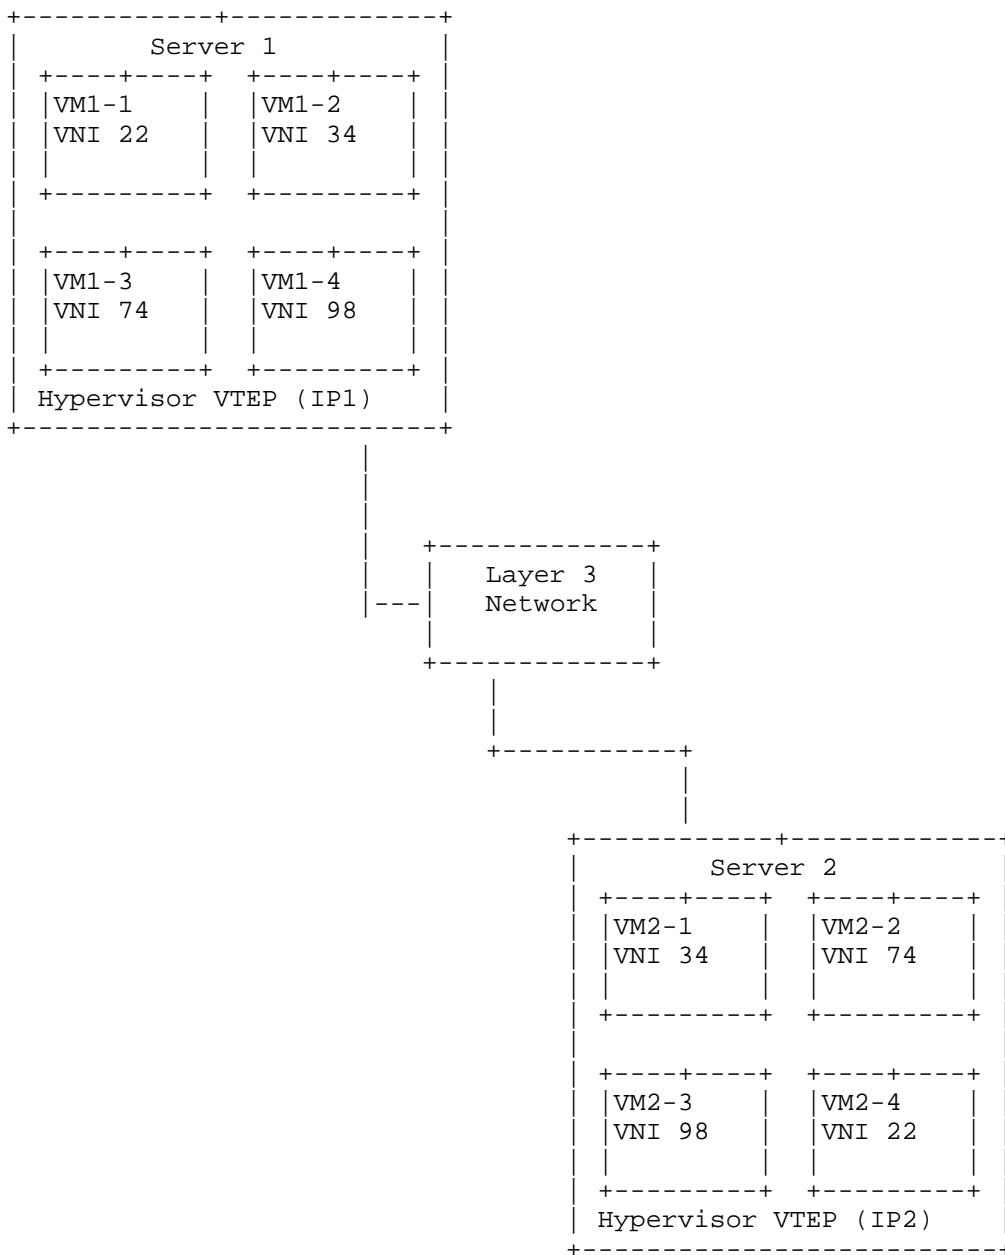 Server 1
VM1-1 VM1-2
VNI 22 VNI 34
VM1-3 VM1-4
VNI 74 VNI 98
Hypervisor VTEP (IP1)
Layer 3
Network
Server 2
VM2-1 VM2-2
VNI 34 VNI 74
VM2-3 VM2-4
VNI 98 VNI 22
Hypervisor VTEP (IP2)